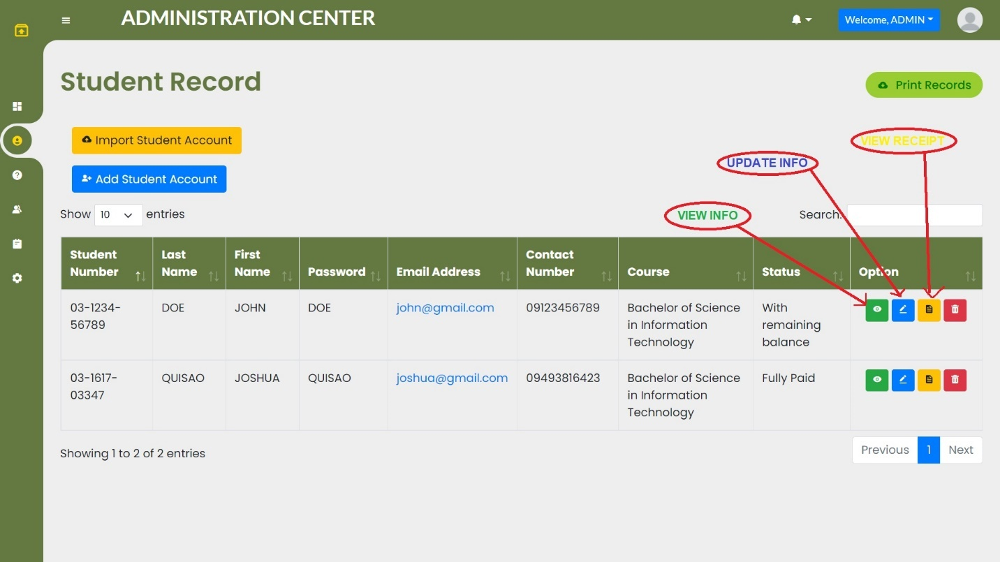 ADMINISTRATION CENTER
Welcome, ADMIN
Student Record
Print Records
Import Student Account
VIEW RECEIPT
UPDATE INFO
Add Student Account
Show 10 entries
VIEW INFO
Search:
Student Number
Last Name
First Name
Password
Email Address
Contact Number
Course
Status
Option
03-1234-
56789
DOE
JOHN
DOE
john@gmail.com
09123456789
Bachelor of Science
in Information
Technology
With
remaining
balance
03-1617-
03347
QUISAO
JOSHUA
QUISAO
joshua@gmail.com
09493816423
Bachelor of Science
in Information
Technology
Fully Paid
Showing 1 to 2 of 2 entries
Previous 1 Next